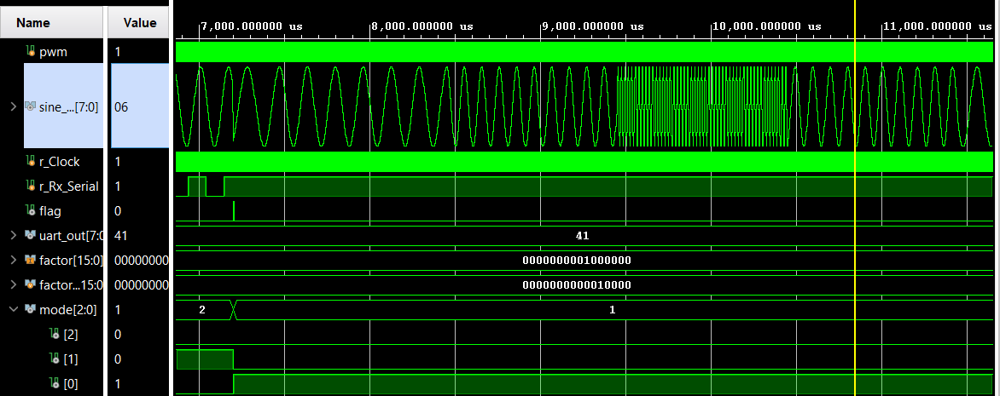 Name Value
7,000.000000 us 8,000.000000 us 9,000.000000 us 10,000.000000 us 11,000.000000 us
pwm 1
sine_...[7:0] 06
r_Clock 1
r_Rx_Serial 1
flag 0
uart_out[7:0 41 41
factor[15:0] 00000000 0000000001000000
factor...15:0 00000000 0000000000010000
mode[2:0] 1 2 1
[2] 0
[1] 0
[0] 1